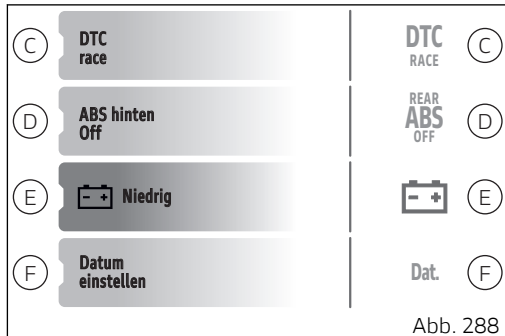 C DTC race DTC RACE C
D ABS hinten Off REAR ABS OFF D
E - + Niedrig - + E
F Datum einstellen Dat. F
Abb. 288